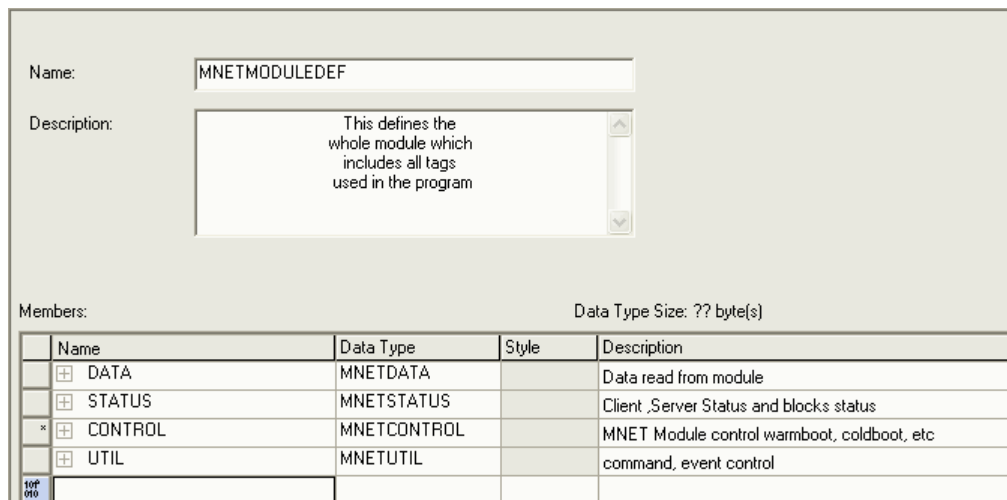 Name: MNETMODULEDEF
Description: This defines the
whole module which
includes all tags
used in the program
Members: Data Type Size: ?? byte(s)
Name Data Type Style Description
DATA MNETDATA Data read from module
STATUS MNETSTATUS Client ,Server Status and blocks status
* CONTROL MNETCONTROL MNET Module control warmboot, coldboot, etc
UTIL MNETUTIL command, event control